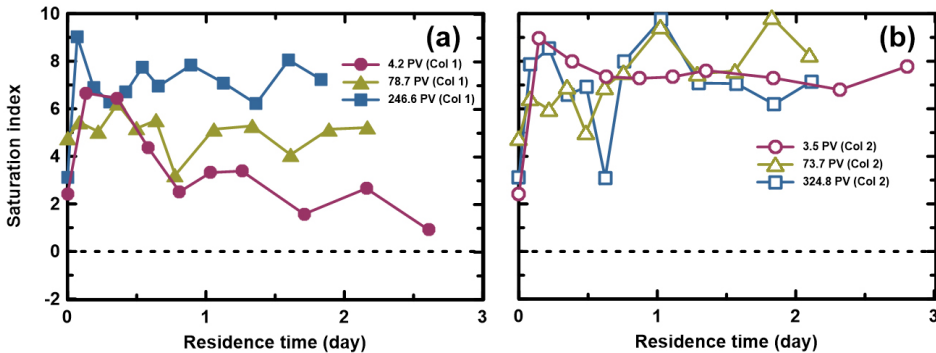 10
8
6
4
2
0
-2
Saturation index
(a)
4.2 PV (Col 1)
78.7 PV (Col 1)
246.6 PV (Col 1)
0
1
2
3
Residence time (day)
(b)
3.5 PV (Col 2)
73.7 PV (Col 2)
324.8 PV (Col 2)
0
1
2
3
Residence time (day)